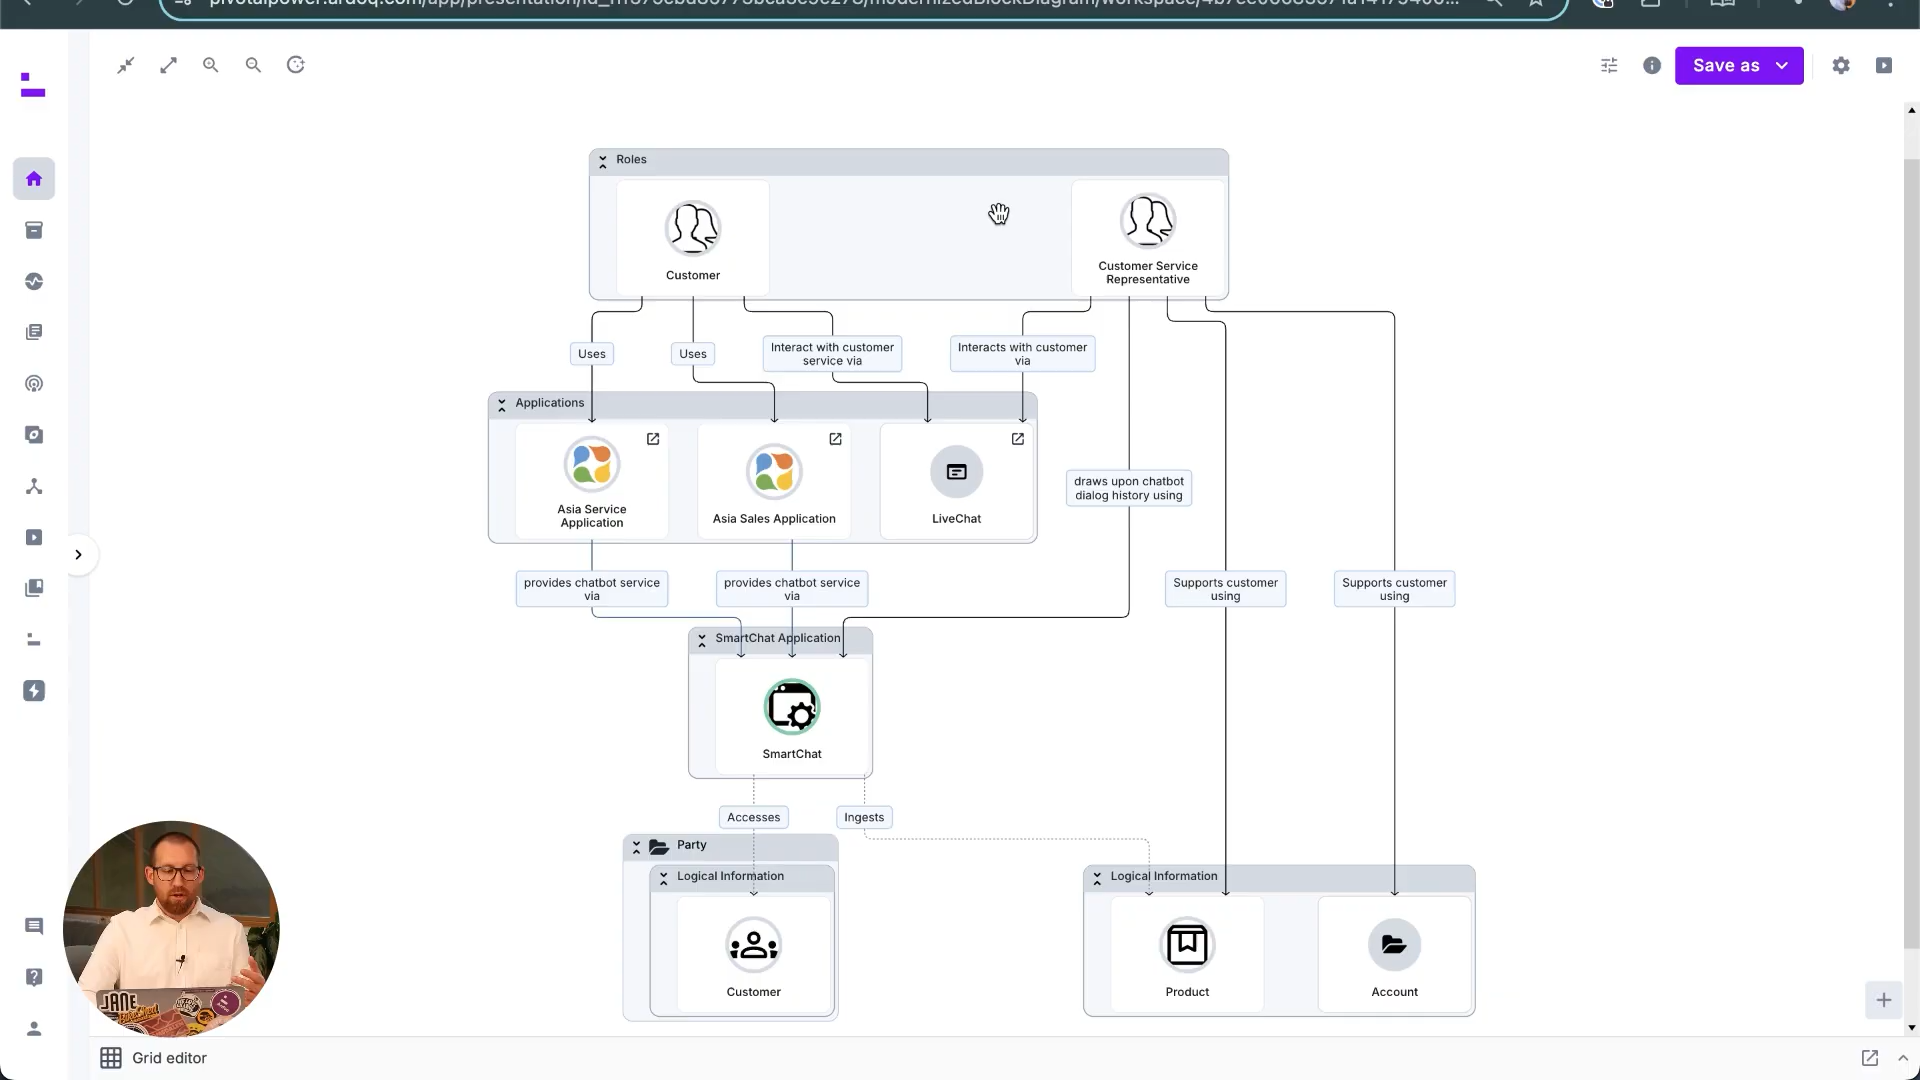 Save as
Roles
Customer
Customer Service
Representative
Uses
Uses
Interact with customer
service via
Interacts with customer
via
Applications
Asia Service
Application
Asia Sales Application
LiveChat
draws upon chatbot
dialog history using
provides chatbot service
via
provides chatbot service
via
Supports customer
using
Supports customer
using
SmartChat Application
SmartChat
Accesses
Ingests
Party
Logical Information
Customer
Logical Information
Product
Account
JANE
Grid editor